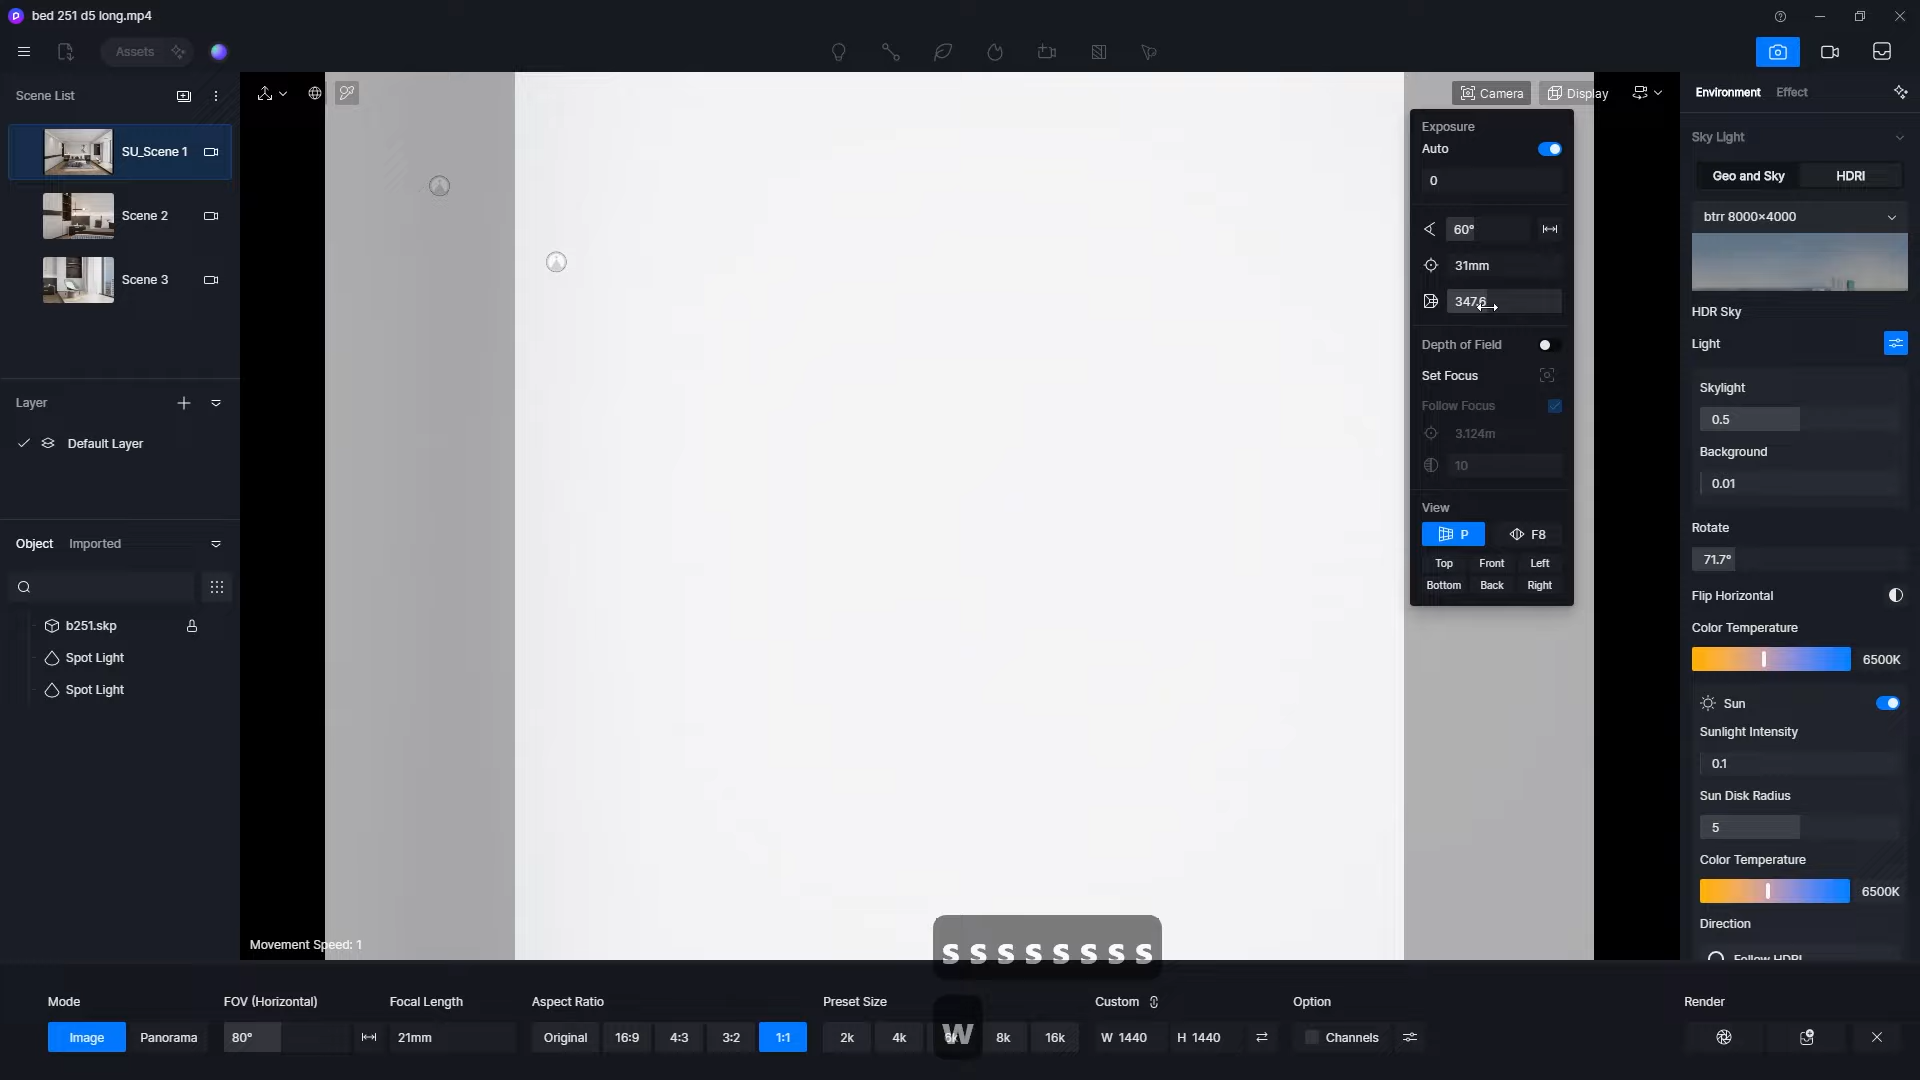 bed 251 d5 long.mp4
Assets
Scene List
SU_Scene 1
Scene 2
Scene 3
Layer
Default Layer
Object Imported
b251.skp
Spot Light
Spot Light
Camera Display
Exposure
Auto
0
60°
31mm
347.6
Depth of Field
Set Focus
Follow Focus
3.124m
10
View
P F8
Top Front Left
Bottom Back Right
Environment Effect
Sky Light
Geo and Sky HDRI
btrr 8000×4000
HDR Sky
Light
Skylight
0.5
Background
0.01
Rotate
71.7°
Flip Horizontal
Color Temperature
6500K
Sun
Sunlight Intensity
0.1
Sun Disk Radius
5
Color Temperature
6500K
Direction
Follow HDRI
Movement Speed: 1
s s s s s s s s
w
Mode
Image Panorama
FOV (Horizontal)
80°
Focal Length
21mm
Aspect Ratio
Original 16:9 4:3 3:2 1:1
Preset Size
2k 4k 6k 8k 16k
Custom
W 1440 H 1440
Option
Channels
Render